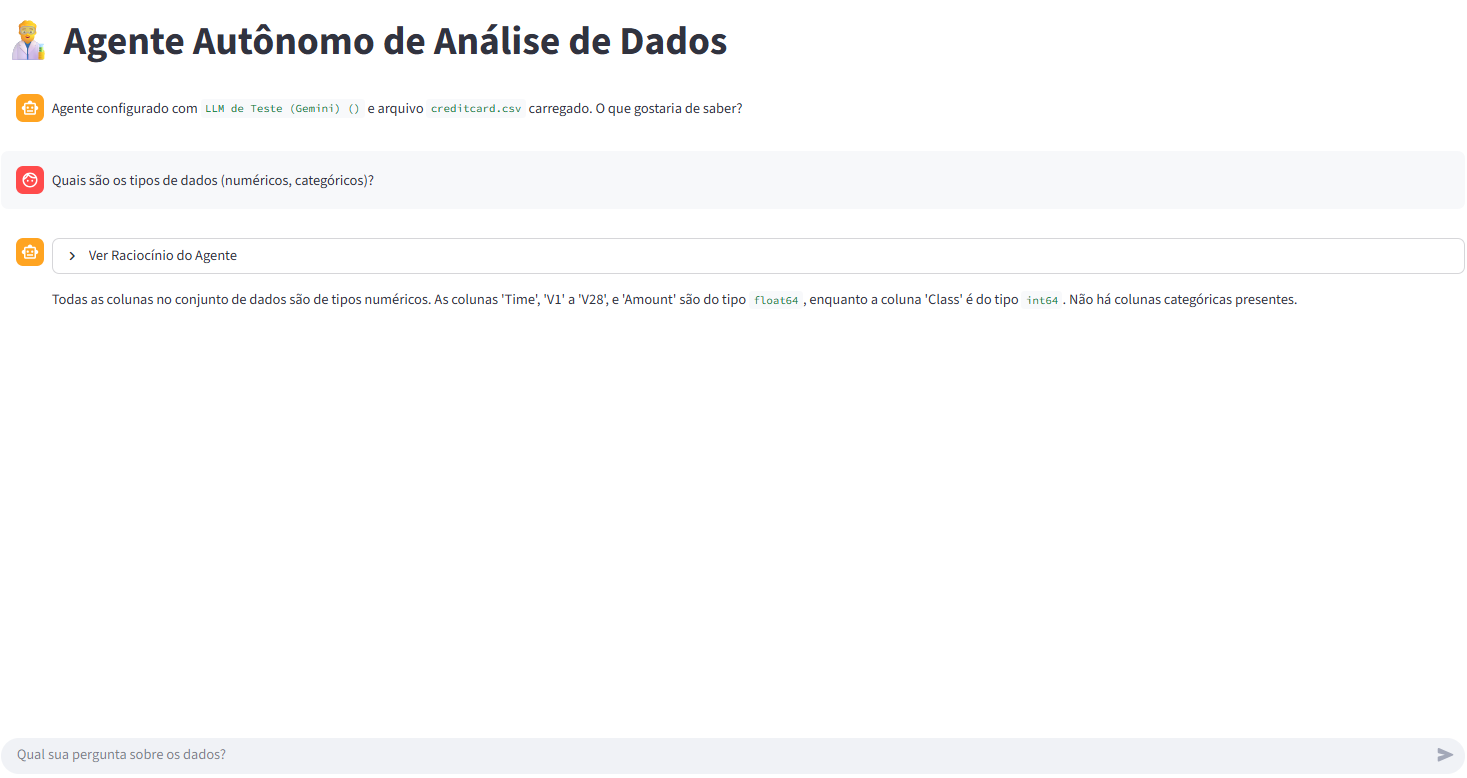 Agente Autônomo de Análise de Dados
Agente configurado com LLM de Teste (Gemini) () e arquivo creditcard.csv carregado. O que gostaria de saber?
Quais são os tipos de dados (numéricos, categóricos)?
Ver Raciocínio do Agente
Todas as colunas no conjunto de dados são de tipos numéricos. As colunas 'Time', 'V1' a 'V28', e 'Amount' são do tipo float64 , enquanto a coluna 'Class' é do tipo int64 . Não há colunas categóricas presentes.
Qual sua pergunta sobre os dados?